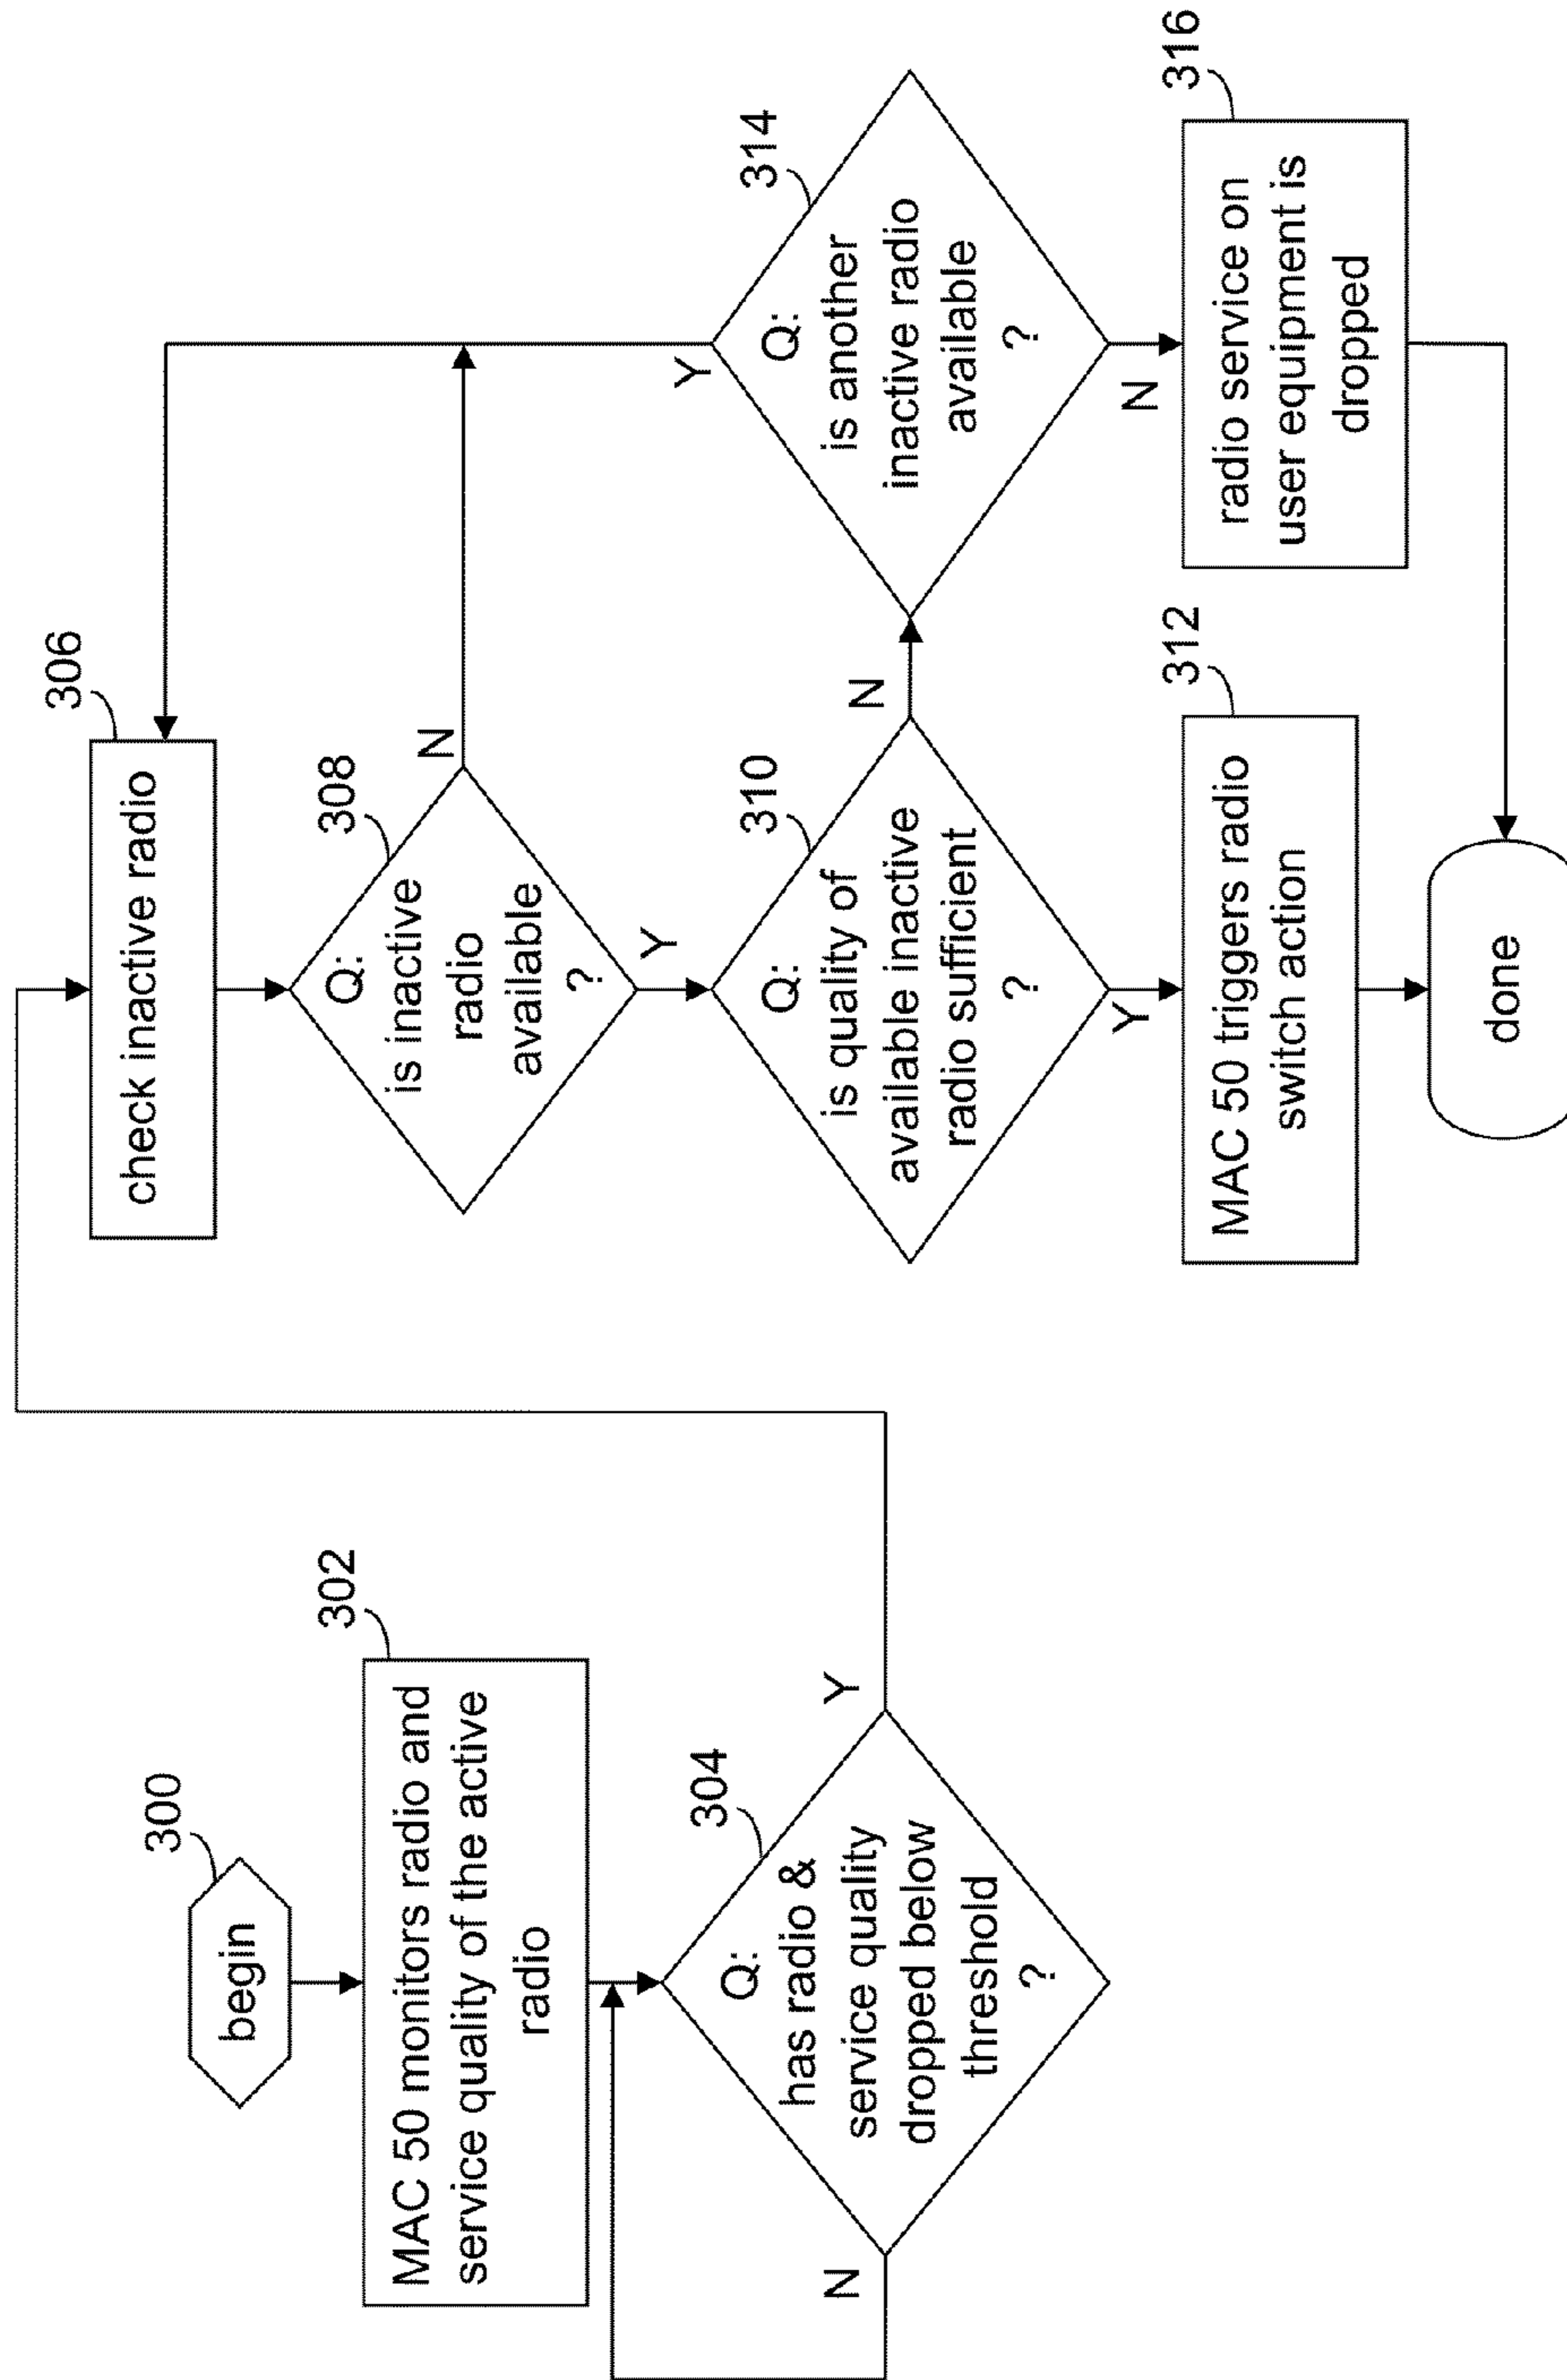 300
begin
302
MAC 50 monitors radio and
service quality of the active
radio
304
Q:
has radio &
service quality
dropped below
threshold
?
N
Y
306
check inactive radio
308
Q:
is inactive
radio
available
?
N
Y
310
Q:
is quality of
available inactive
radio sufficient
?
N
Y
312
MAC 50 triggers radio
switch action
314
Q:
is another
inactive radio
available
?
Y
N
316
radio service on
user equipment is
dropped
done